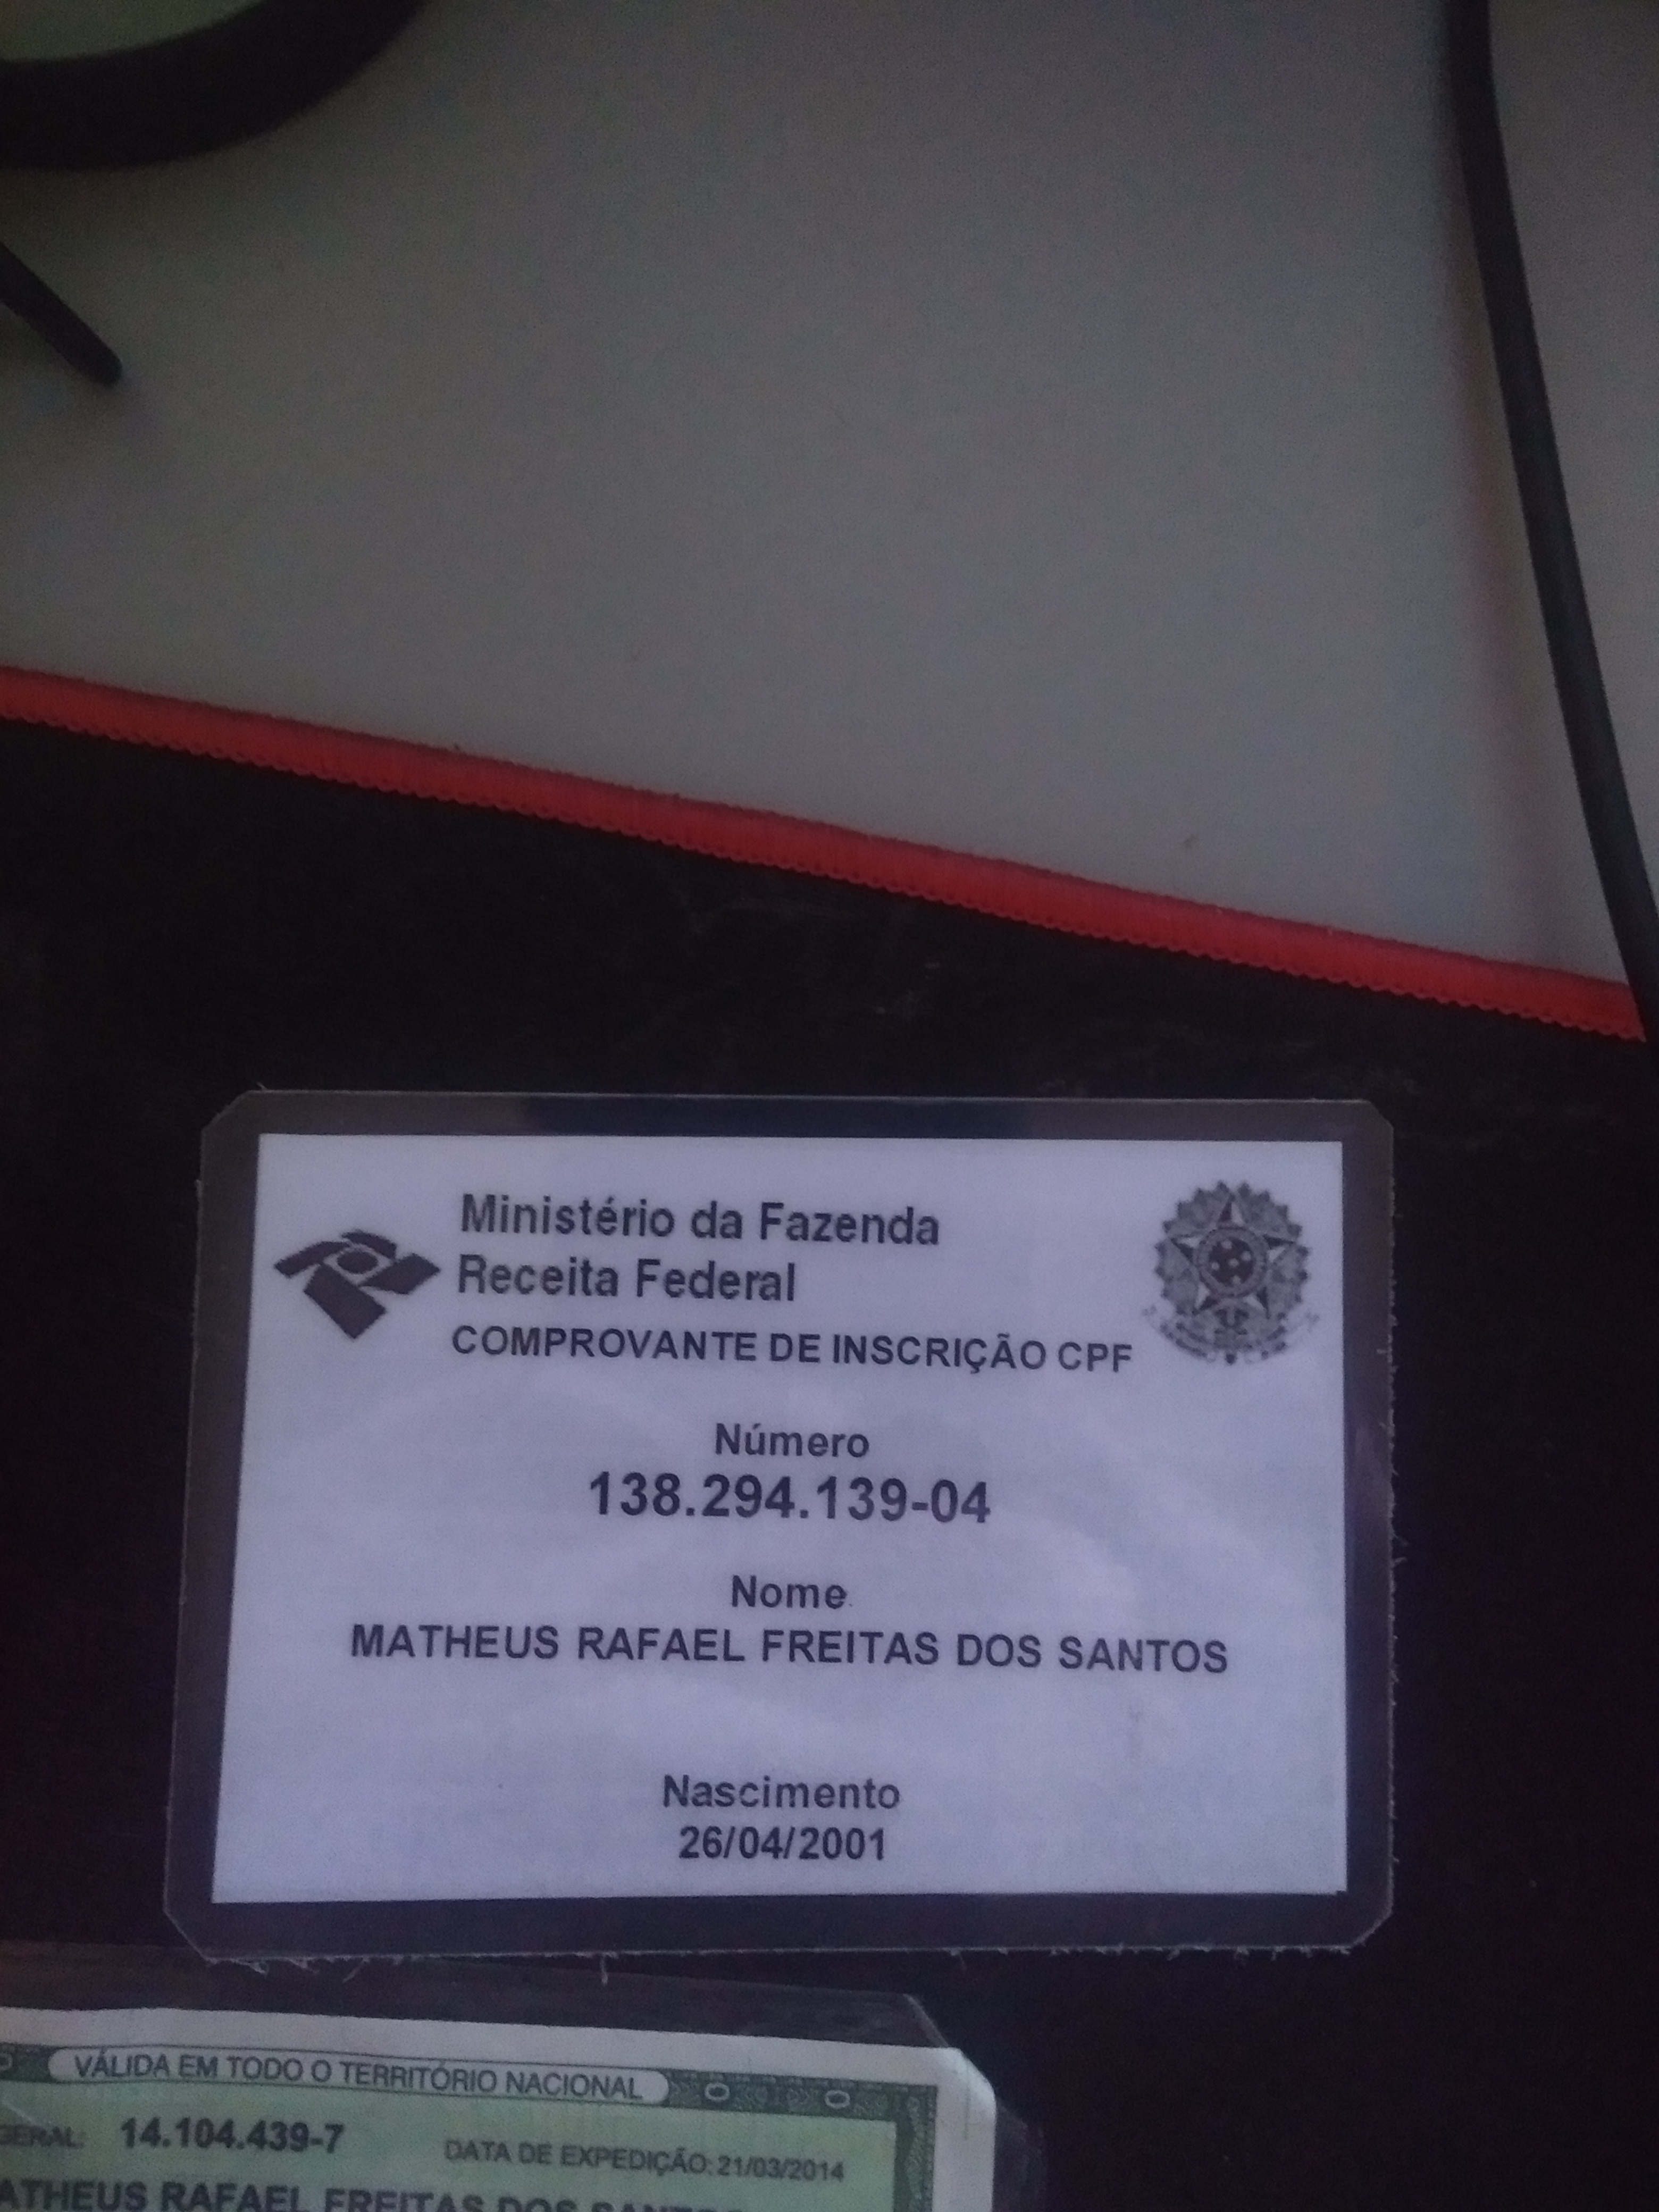 Ministério da Fazenda
Receita Federal
COMPROVANTE DE INSCRIÇÃO CPF
Número
138.294.139-04
Nome
MATHEUS RAFAEL FREITAS DOS SANTOS
Nascimento
26/04/2001
VÁLIDA EM TODO O TERRITÓRIO NACIONAL
GERAL: 14.104.439-7 DATA DE EXPEDIÇÃO: 21/03/2014
MATHEUS RAFAEL FREITAS DOS SANTOS